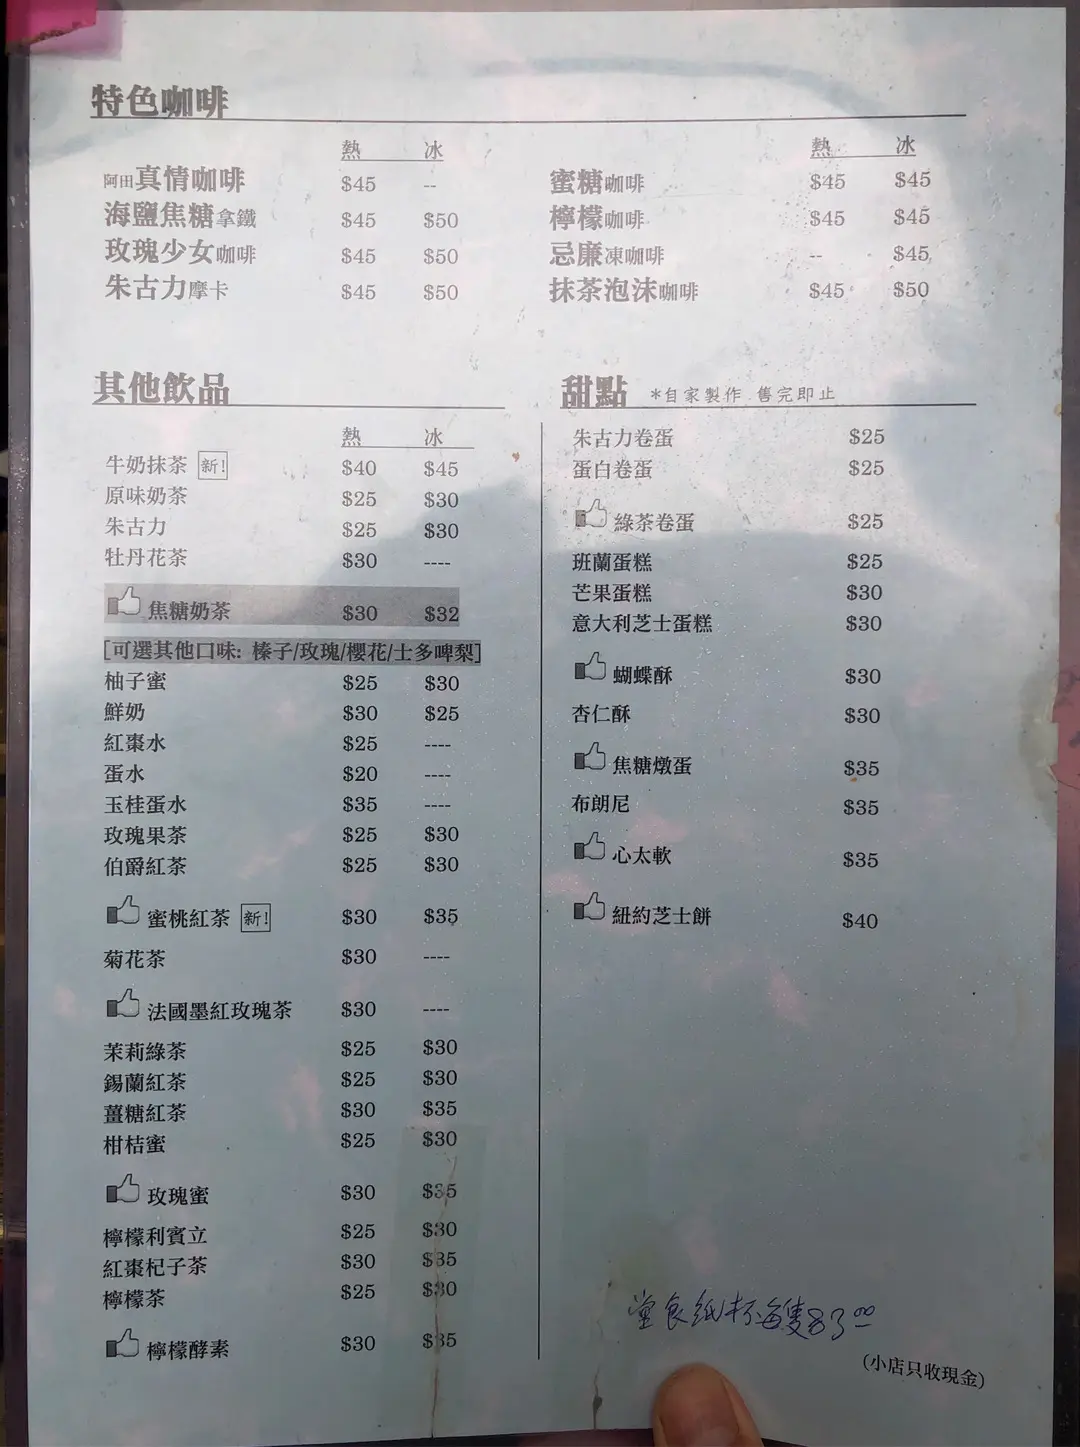 特色咖啡
熱 冰
阿田真情咖啡 $45 --
海鹽焦糖拿鐵 $45 $50
玫瑰少女咖啡 $45 $50
朱古力摩卡 $45 $50
熱 冰
蜜糖咖啡 $45 $45
檸檬咖啡 $45 $45
忌廉凍咖啡 -- $45
抹茶泡沫咖啡 $45 $50
其他飲品
熱 冰
牛奶抹茶 新! $40 $45
原味奶茶 $25 $30
朱古力 $25 $30
牡丹花茶 $30 ----
焦糖奶茶 $30 $32
[可選其他口味: 榛子/玫瑰/櫻花/士多啤梨]
柚子蜜 $25 $30
鮮奶 $30 $25
紅棗水 $25 ----
蛋水 $20 ----
玉桂蛋水 $35 ----
玫瑰果茶 $25 $30
伯爵紅茶 $25 $30
蜜桃紅茶 新! $30 $35
菊花茶 $30 ----
法國墨紅玫瑰茶 $30 ----
茉莉綠茶 $25 $30
錫蘭紅茶 $25 $30
薑糖紅茶 $30 $35
柑桔蜜 $25 $30
玫瑰蜜 $30 $35
檸檬利賓立 $25 $30
紅棗杞子茶 $30 $35
檸檬茶 $25 $30
檸檬酵素 $30 $35
甜點 *自家製作 售完即止
朱古力卷蛋 $25
蛋白卷蛋 $25
綠茶卷蛋 $25
班蘭蛋糕 $25
芒果蛋糕 $30
意大利芝士蛋糕 $30
蝴蝶酥 $30
杏仁酥 $30
焦糖燉蛋 $35
布朗尼 $35
心太軟 $35
紐約芝士餅 $40
堂食紙杯每隻$3.00
(小店只收現金)